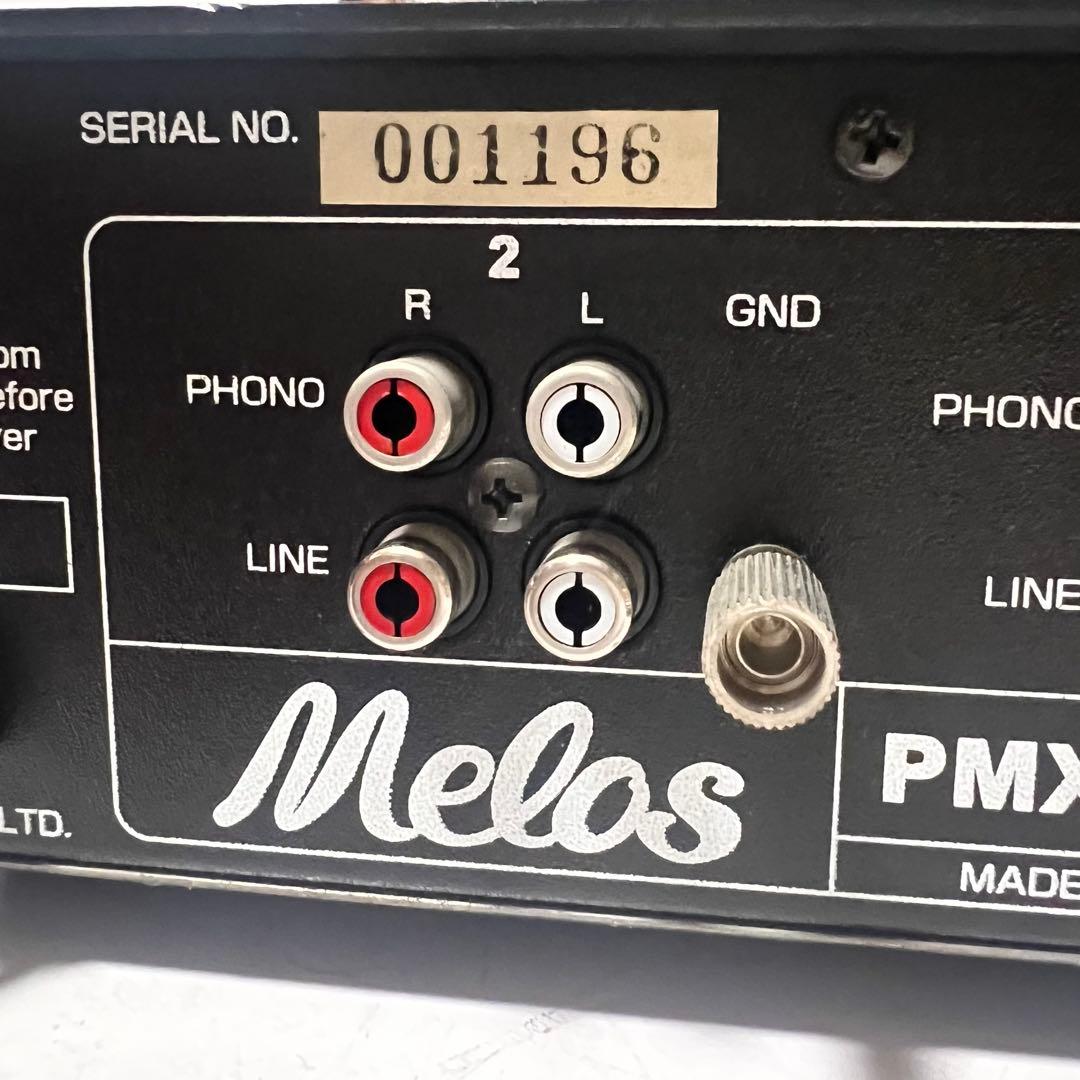 SERIAL NO. 001196
2
R L GND
om
efore
ver
PHONO
PHONO
LINE
LINE
Melos
PMX
LTD.
MADE